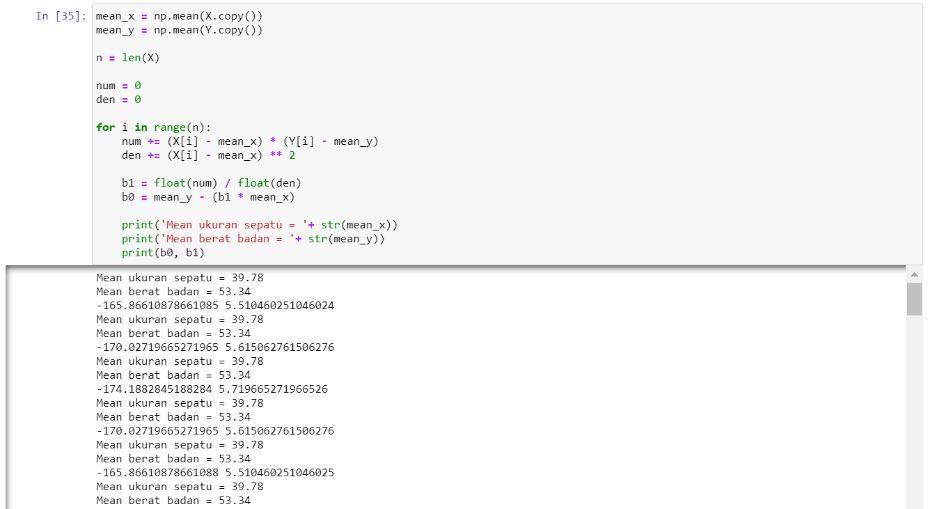 In [35]: mean_x = np.mean(X.copy())
mean_y = np.mean(Y.copy())
n = len(X)
num = 0
den = 0
for i in range(n):
num += (X[i] - mean_x) * (Y[i] - mean_y)
den += (X[i] - mean_x) ** 2
b1 = float(num) / float(den)
b0 = mean_y - (b1 * mean_x)
print('Mean ukuran sepatu = '+ str(mean_x))
print('Mean berat badan = '+ str(mean_y))
print(b0, b1)
Mean ukuran sepatu = 39.78
Mean berat badan = 53.34
-165.86610878661085 5.510460251046024
Mean ukuran sepatu = 39.78
Mean berat badan = 53.34
-170.02719665271965 5.615062761506276
Mean ukuran sepatu = 39.78
Mean berat badan = 53.34
-174.1882845188284 5.719665271966526
Mean ukuran sepatu = 39.78
Mean berat badan = 53.34
-170.02719665271965 5.615062761506276
Mean ukuran sepatu = 39.78
Mean berat badan = 53.34
-165.86610878661088 5.510460251046025
Mean ukuran sepatu = 39.78
Mean berat badan = 53.34